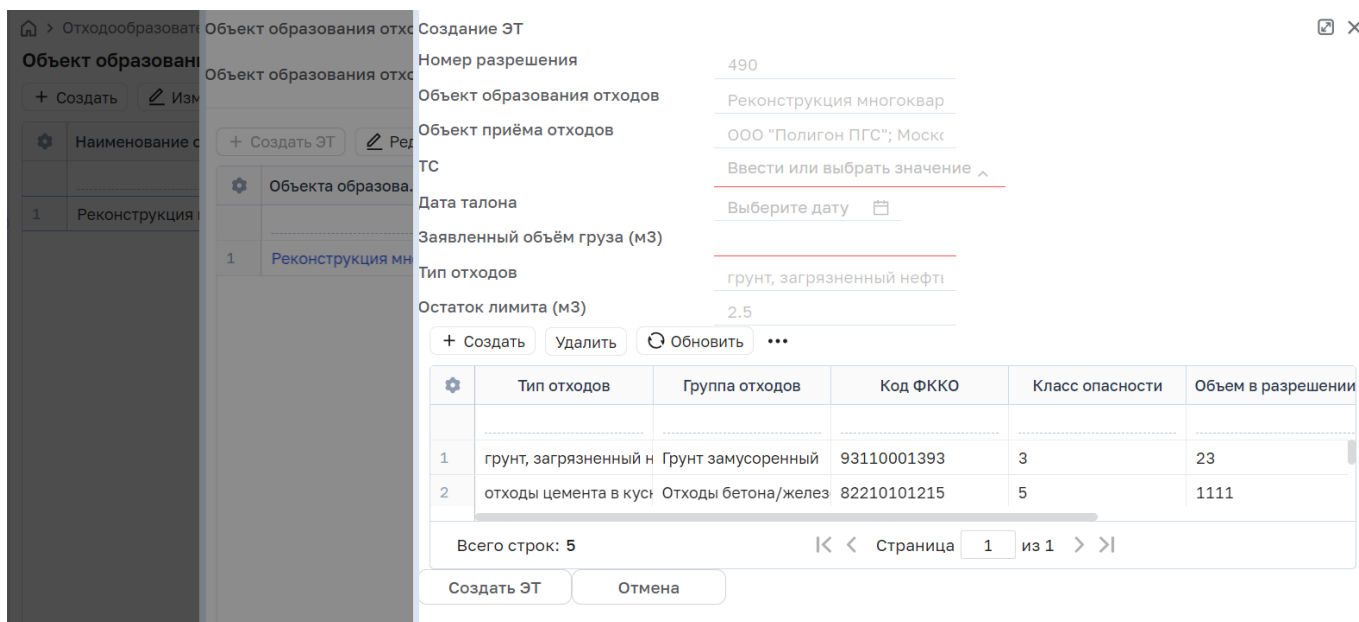 Отходообразовате
Объект образован
+ Создать
Изм
Наименование о
1
Реконструкция
Объект образования отхо
Объект образования отхо
+ Создать ЭТ
Ред
Объекта образова.
1
Реконструкция мн
Создание ЭТ
Номер разрешения
490
Объект образования отходов
Реконструкция многоквар
Объект приёма отходов
ООО "Полигон ПГС"; Моск
ТС
Ввести или выбрать значение
Дата талона
Выберите дату
Заявленный объём груза (м3)
Тип отходов
грунт, загрязненный нефт
Остаток лимита (м3)
2.5
+ Создать
Удалить
Обновить
•••
Тип отходов Группа отходов Код ФККО Класс опасности Объем в разрешении
1 грунт, загрязненный н Грунт замусоренный 93110001393 3 23
2 отходы цемента в кус Отходы бетона/желез 82210101215 5 1111
Всего строк: 5
Страница 1 из 1
Создать ЭТ
Отмена